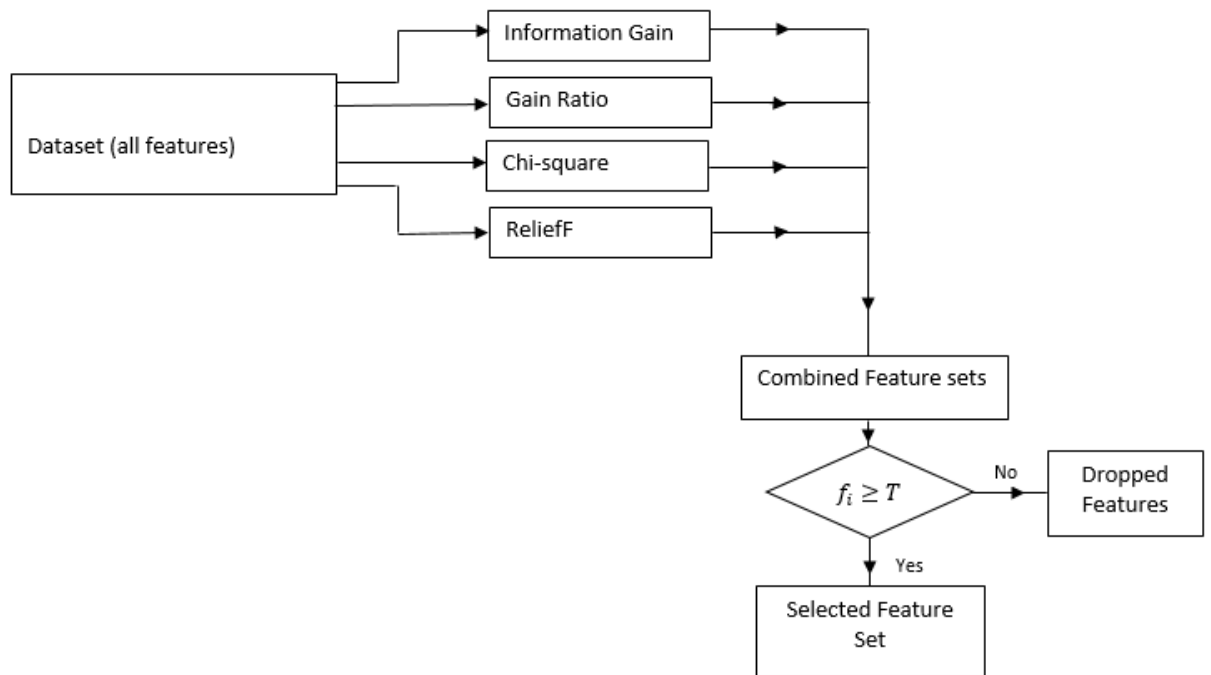 Information Gain
Gain Ratio
Dataset (all features)
Chi-square
ReliefF
Combined Feature sets
f_i ≥ T
No
Dropped
Features
Yes
Selected Feature
Set